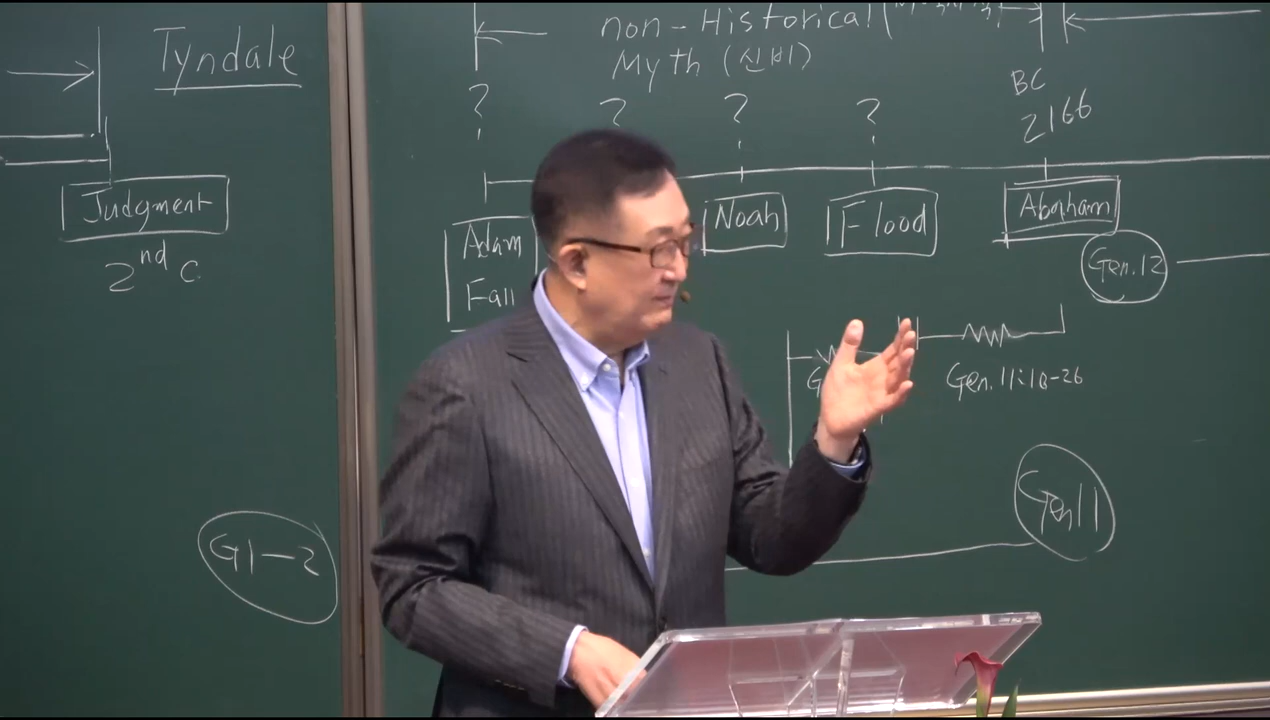 Tyndale
Judgment
2nd C
G1-2
non-Historical(
Myth (신비)
? ? ? ?
BC
2166
Adam
Fall
Noah
Flood
Abraham
Gen.12
Gen.11:10-26
Gen11